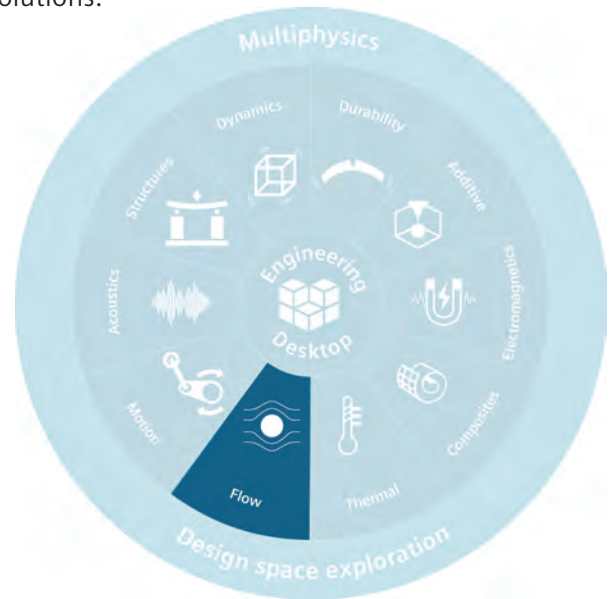 olutions.
Multiphysics
Dynamics
Durability
Structures
Additive
Acoustics
Engineering
Desktop
Electromagnetics
Motion
Composites
Flow
Thermal
Design space exploration